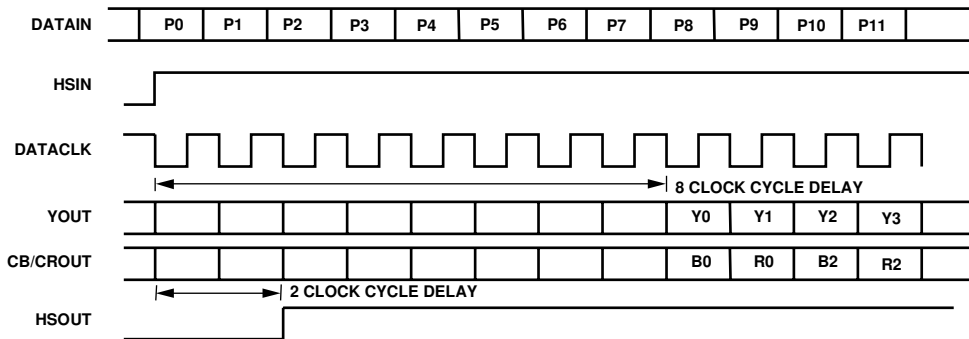 DATAIN P0 P1 P2 P3 P4 P5 P6 P7 P8 P9 P10 P11
HSIN
DATACLK
8 CLOCK CYCLE DELAY
YOUT Y0 Y1 Y2 Y3
CB/CROUT B0 R0 B2 R2
2 CLOCK CYCLE DELAY
HSOUT